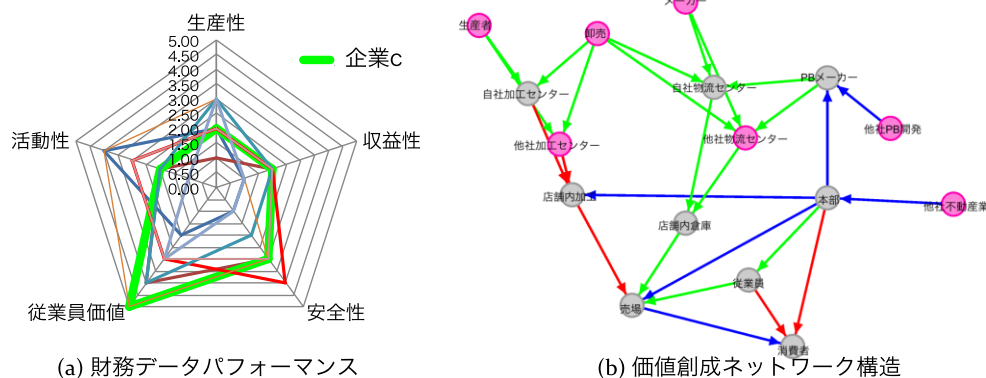 生産性
5.00
4.50
4.00
3.50
3.00
2.50
2.00
1.50
1.00
0.50
0.00
企業C
活動性
収益性
従業員価値
安全性
(a) 財務データパフォーマンス
メーカー
生産者
卸売
自社加工センター
自社物流センター
PBメーカー
他社加工センター
他社物流センター
他社PB開発
店舗内加工
本部
他社不動産業
店舗内倉庫
従業員
売場
消費者
(b) 価値創成ネットワーク構造